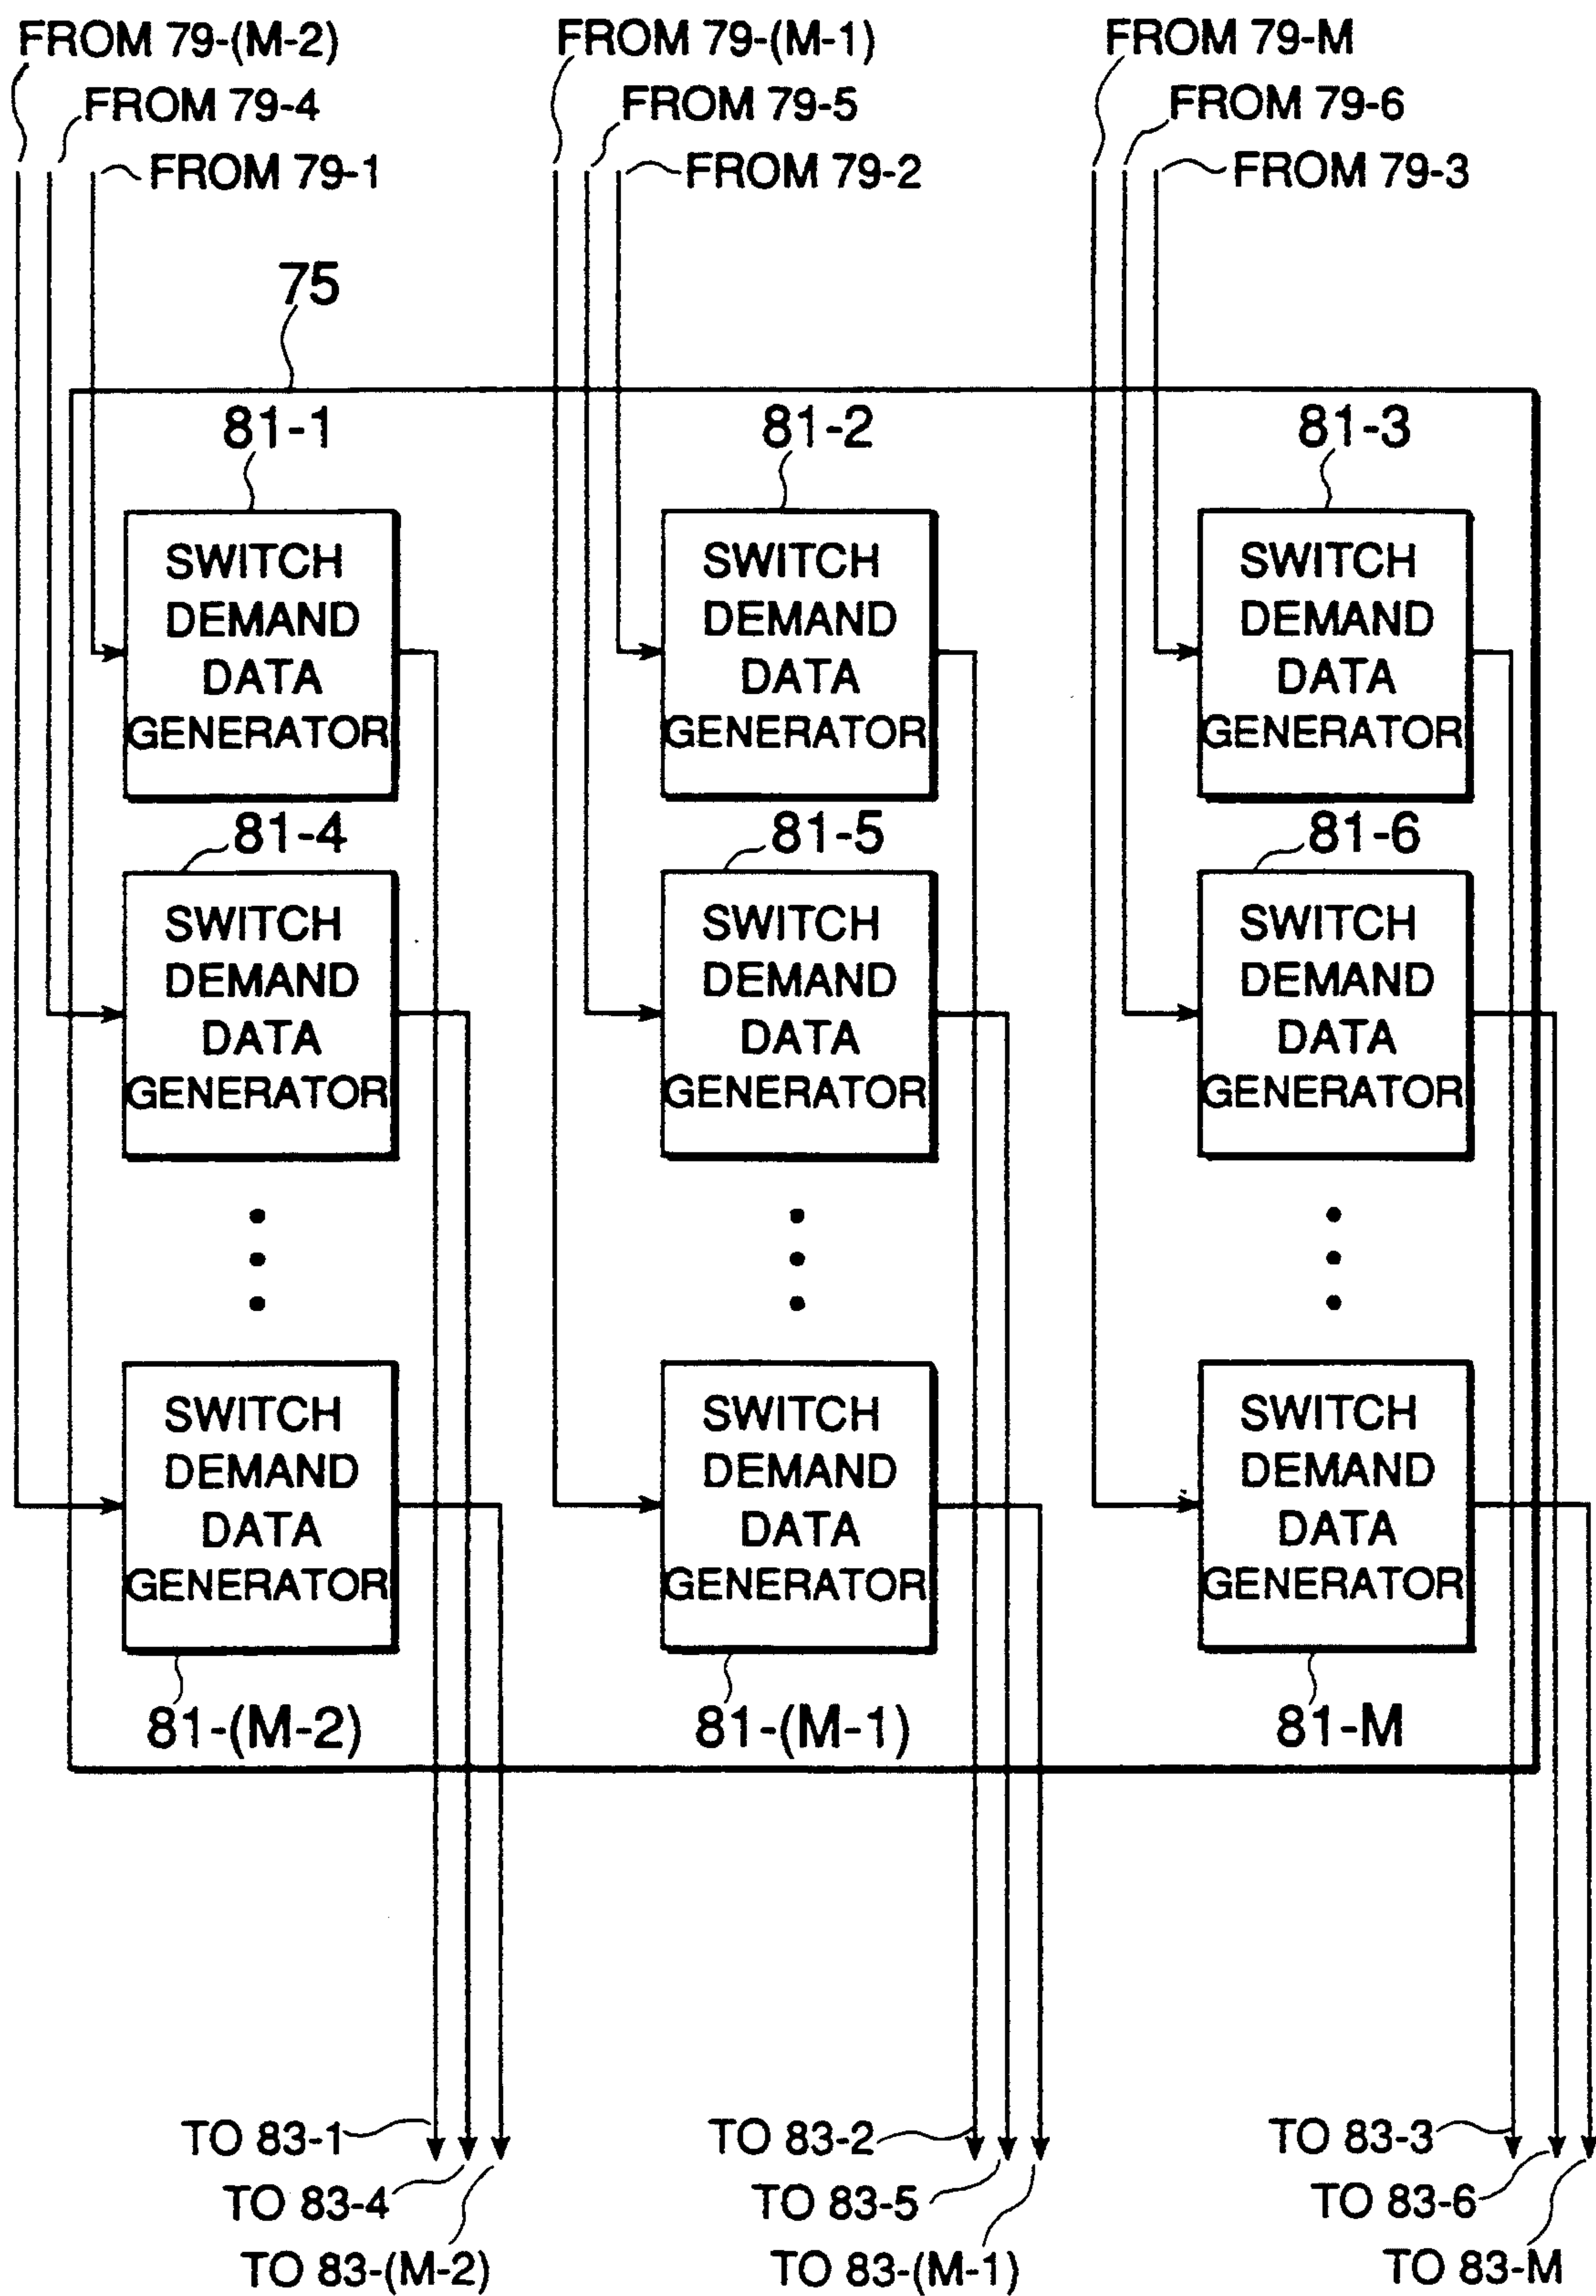 FROM 79-(M-2)
FROM 79-4
FROM 79-1
FROM 79-(M-1)
FROM 79-5
FROM 79-2
FROM 79-M
FROM 79-6
FROM 79-3
75
81-1
SWITCH
DEMAND
DATA
GENERATOR
81-2
SWITCH
DEMAND
DATA
GENERATOR
81-3
SWITCH
DEMAND
DATA
GENERATOR
81-4
SWITCH
DEMAND
DATA
GENERATOR
81-5
SWITCH
DEMAND
DATA
GENERATOR
81-6
SWITCH
DEMAND
DATA
GENERATOR
SWITCH
DEMAND
DATA
GENERATOR
81-(M-2)
SWITCH
DEMAND
DATA
GENERATOR
81-(M-1)
SWITCH
DEMAND
DATA
GENERATOR
81-M
TO 83-1
TO 83-4
TO 83-(M-2)
TO 83-2
TO 83-5
TO 83-(M-1)
TO 83-3
TO 83-6
TO 83-M